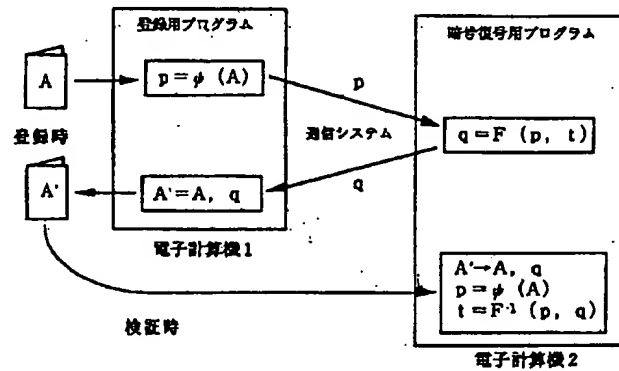 登録用プログラム
暗号復号用プログラム
A
p=ψ (A)
p
登録時
通信システム
q=F (p, t)
A'
A'=A, q
q
電子計算機1
A'→A, q
p=ψ (A)
t=F-1 (p, q)
検証時
電子計算機2